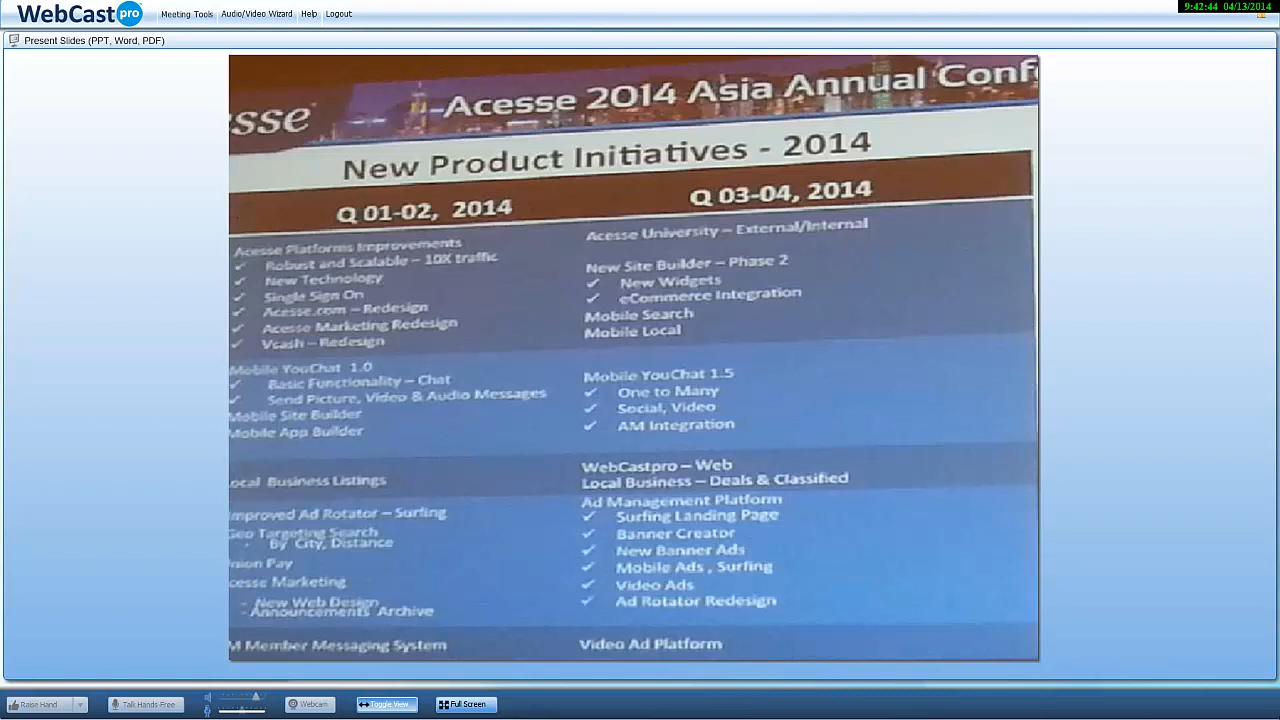 WebCast pro Meeting Tools Audio/Video Wizard Help Logout
9:42:44 04/13/2014
Present Slides (PPT, Word, PDF)
esse Acesse 2014 Asia Annual Conf
New Product Initiatives - 2014
Q 01-02, 2014
Acesse Platforms Improvements
✓ Robust and Scalable – 10X traffic
✓ New Technology
✓ Single Sign On
✓ Acesse.com – Redesign
✓ Acesse Marketing Redesign
✓ Vcash – Redesign
Mobile YouChat 1.0
✓ Basic Functionality – Chat
✓ Send Picture, Video & Audio Messages
Mobile Site Builder
Mobile App Builder
ocal Business Listings
Improved Ad Rotator – Surfing
Geo Targeting Search
- By City, Distance
nion Pay
cesse Marketing
- New Web Design
- Announcements Archive
M Member Messaging System
Q 03-04, 2014
Acesse University – External/Internal
New Site Builder – Phase 2
✓ New Widgets
✓ eCommerce Integration
Mobile Search
Mobile Local
Mobile YouChat 1.5
✓ One to Many
✓ Social, Video
✓ AM Integration
WebCastpro – Web
Local Business – Deals & Classified
Ad Management Platform
✓ Surfing Landing Page
✓ Banner Creator
✓ New Banner Ads
✓ Mobile Ads , Surfing
✓ Video Ads
✓ Ad Rotator Redesign
Video Ad Platform
Raise Hand Talk Hands-Free Webcam Toggle View Full Screen